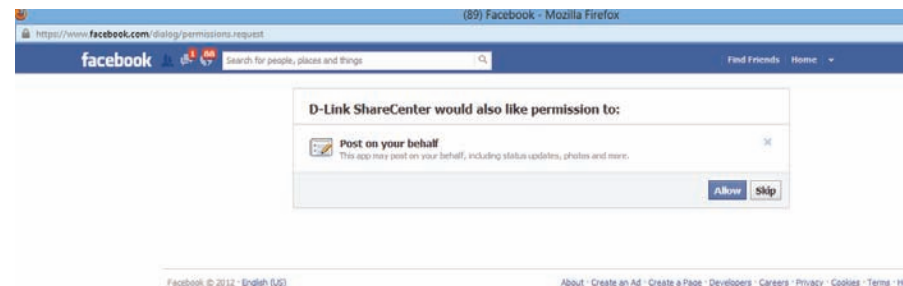 (89) Facebook - Mozilla Firefox
https://www.facebook.com/dialog/permissions.request
facebook 1 Search for people, places and things Find Friends Home
D-Link ShareCenter would also like permission to:
Post on your behalf
This app may post on your behalf, including status updates, photos and more.
Allow Skip
Facebook © 2012 · English (US) About · Create an Ad · Create a Page · Developers · Careers · Privacy · Cookies · Terms ·